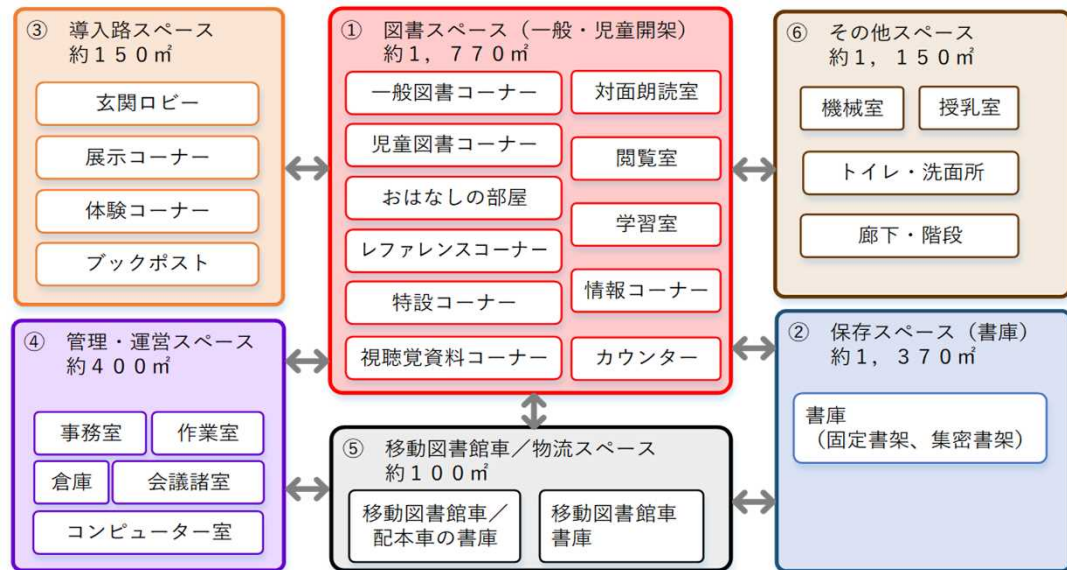 ③ 導入路スペース
約１５０㎡
玄関ロビー
展示コーナー
体験コーナー
ブックポスト
① 図書スペース（一般・児童開架）
約１，７７０㎡
一般図書コーナー
児童図書コーナー
おはなしの部屋
レファレンスコーナー
特設コーナー
視聴覚資料コーナー
対面朗読室
閲覧室
学習室
情報コーナー
カウンター
⑥ その他スペース
約１，１５０㎡
機械室
授乳室
トイレ・洗面所
廊下・階段
④ 管理・運営スペース
約４００㎡
事務室
作業室
倉庫
会議諸室
コンピューター室
⑤ 移動図書館車／物流スペース
約１００㎡
移動図書館車／
配本車の書庫
移動図書館車
書庫
② 保存スペース（書庫）
約１，３７０㎡
書庫
（固定書架、集密書架）